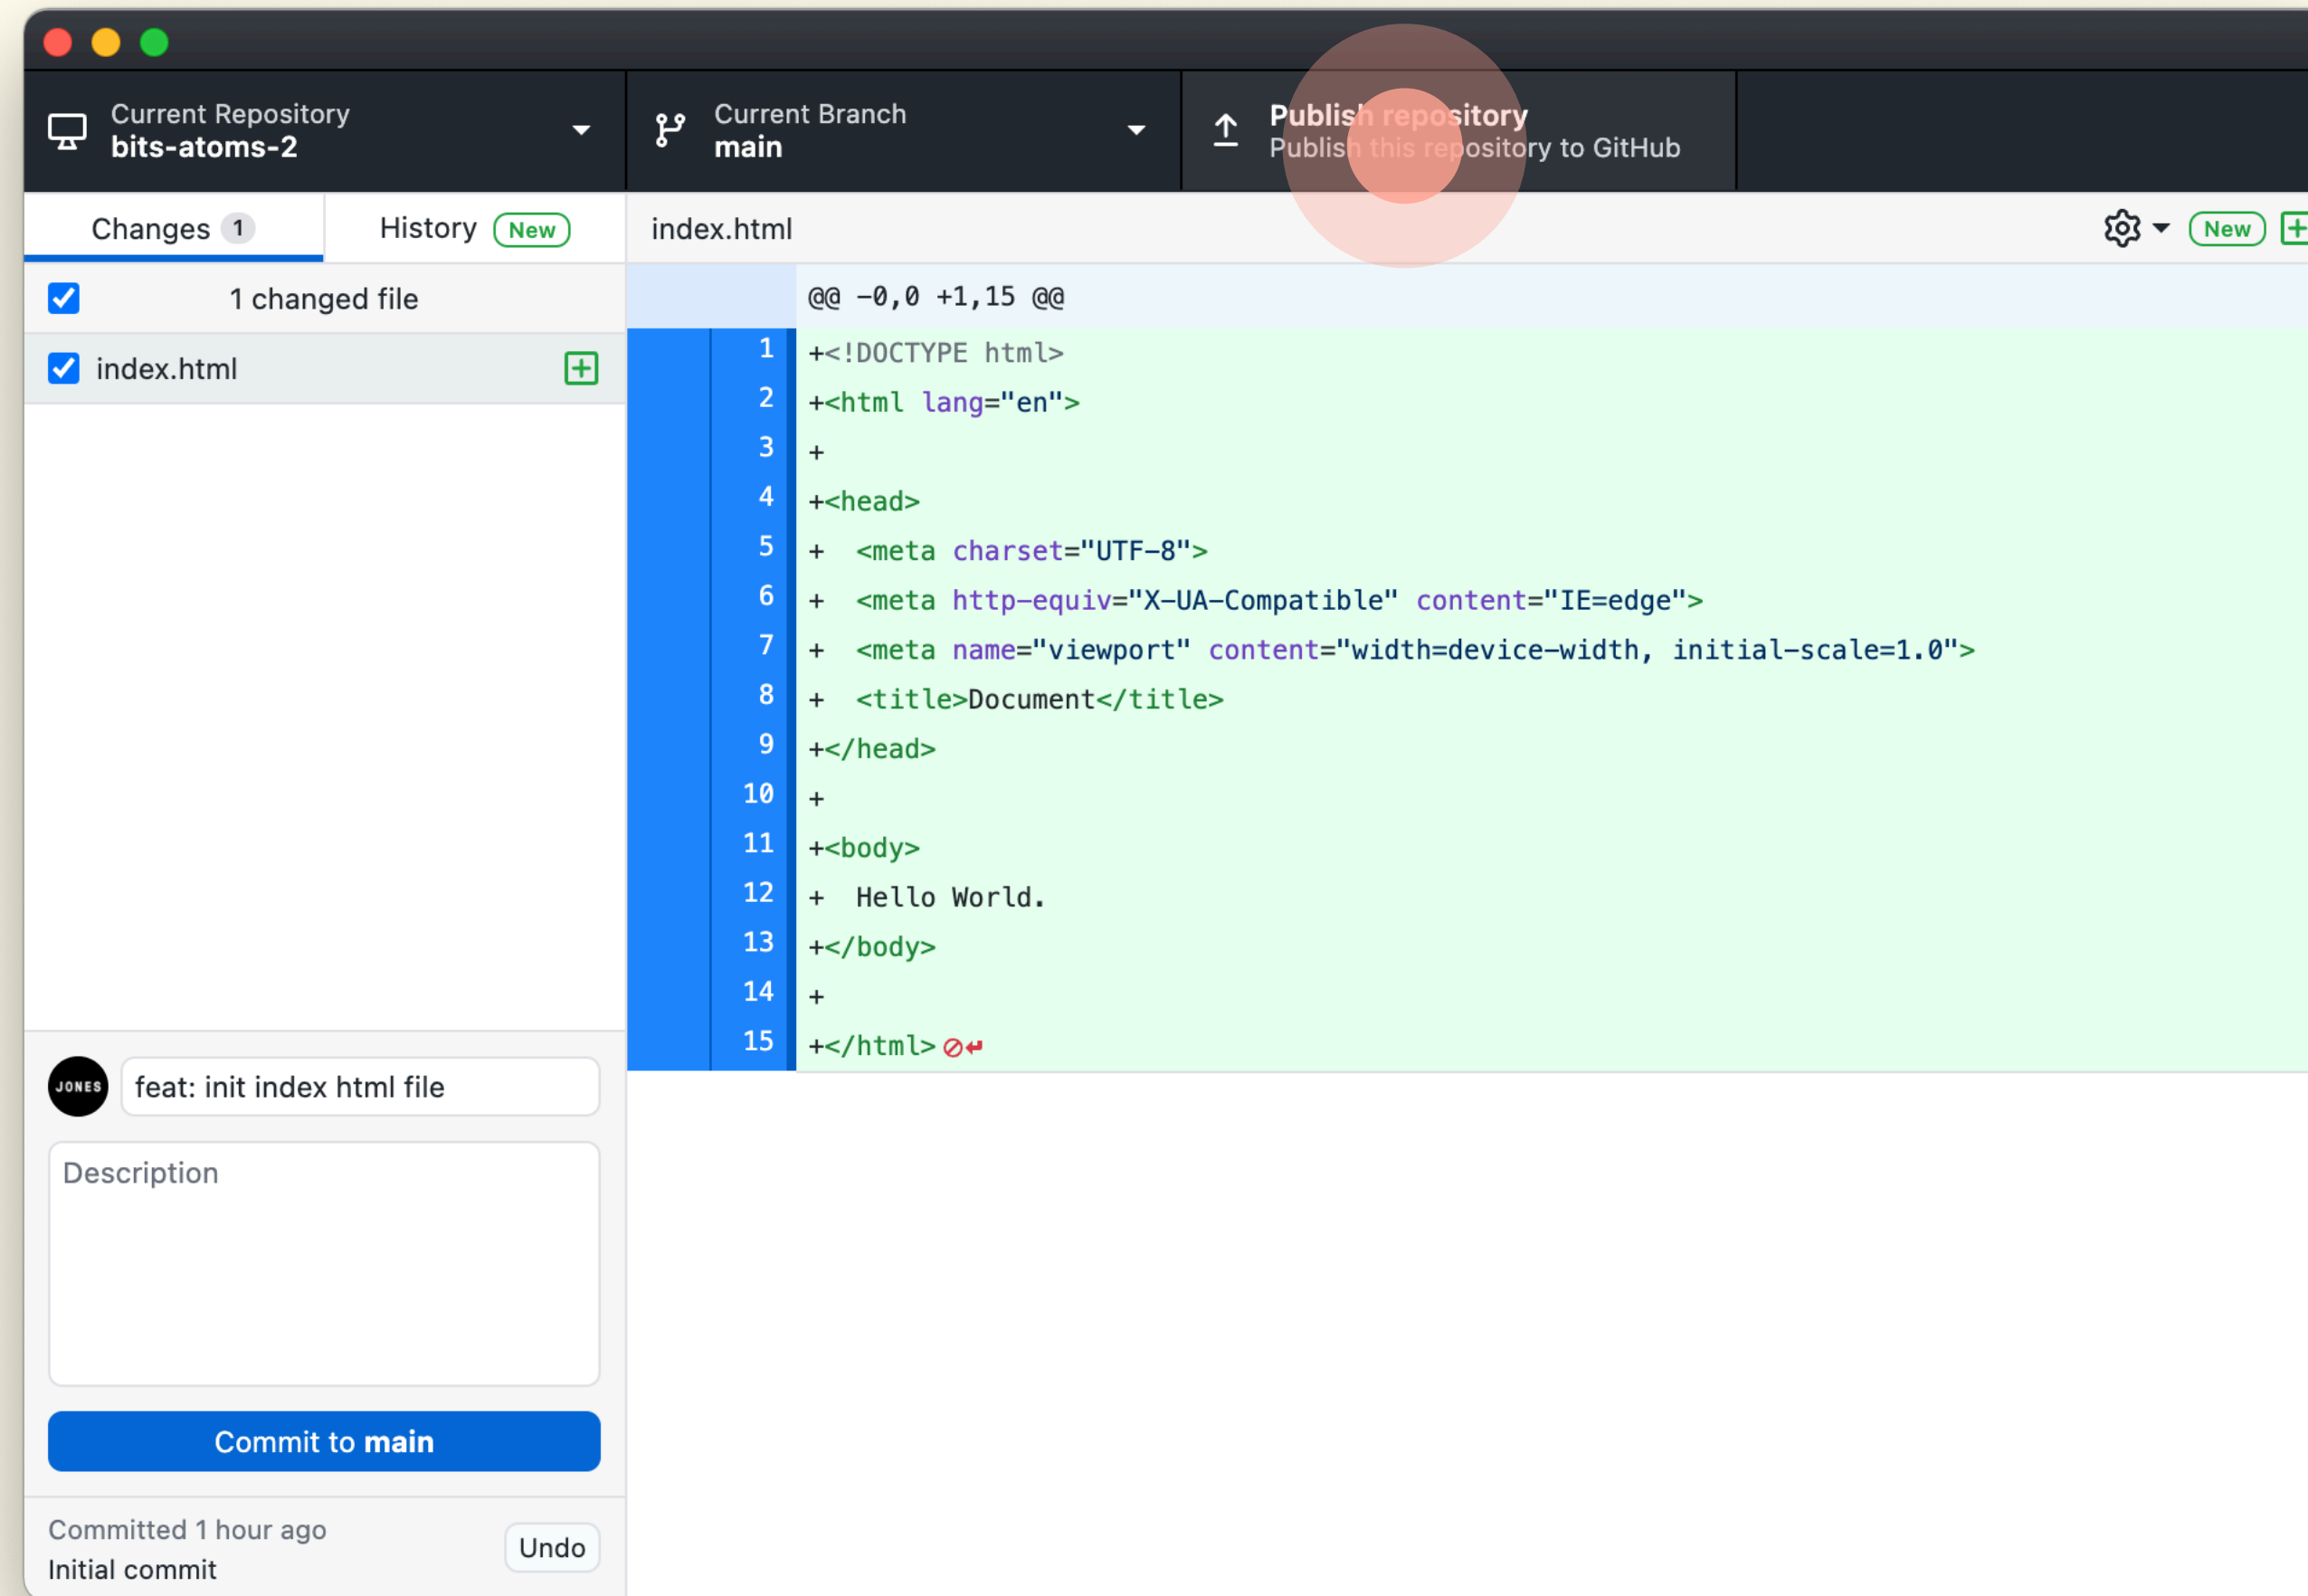 Current Repository
bits-atoms-2
Current Branch
main
Publish repository
Publish this repository to GitHub
Changes 1
History New
index.html
New
1 changed file
index.html
@@ -0,0 +1,15 @@
1 +<!DOCTYPE html>
2 +<html lang="en">
3 +
4 +<head>
5 +  <meta charset="UTF-8">
6 +  <meta http-equiv="X-UA-Compatible" content="IE=edge">
7 +  <meta name="viewport" content="width=device-width, initial-scale=1.0">
8 +  <title>Document</title>
9 +</head>
10 +
11 +<body>
12 +  Hello World.
13 +</body>
14 +
15 +</html>
JONES
feat: init index html file
Description
Commit to main
Committed 1 hour ago
Initial commit
Undo